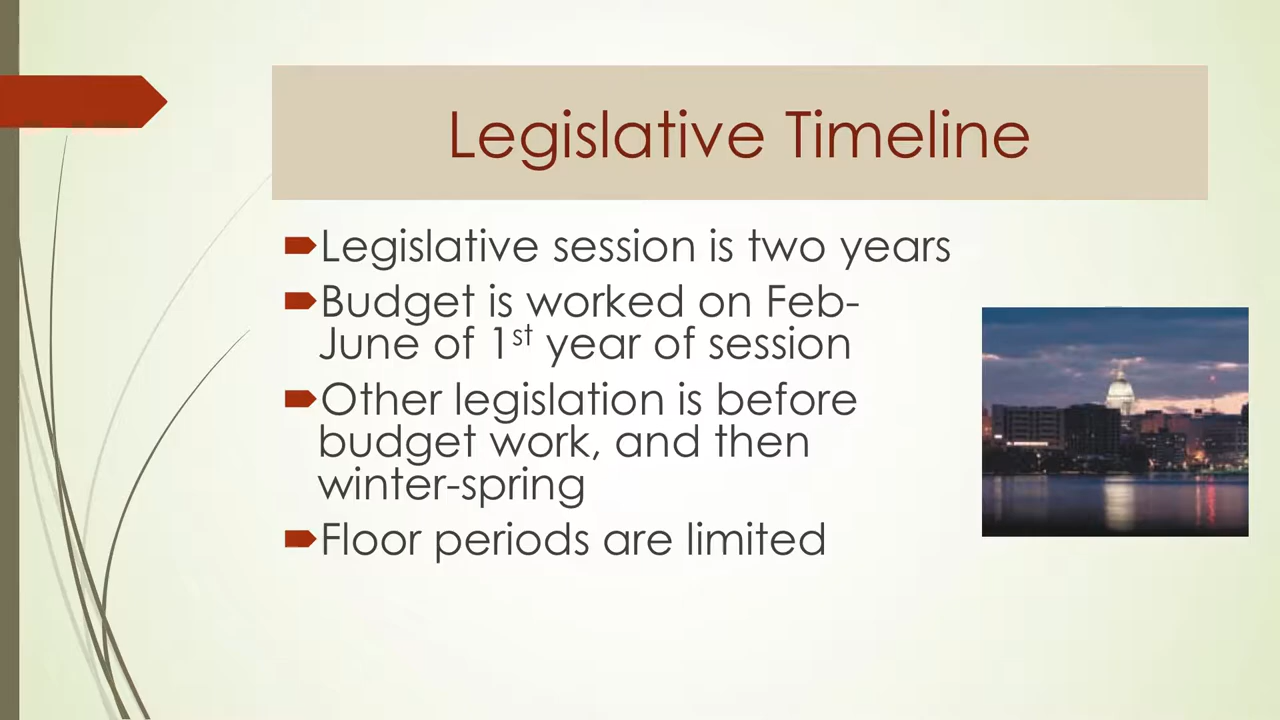 Legislative Timeline
Legislative session is two years
Budget is worked on Feb-
June of 1st year of session
Other legislation is before
budget work, and then
winter-spring
Floor periods are limited